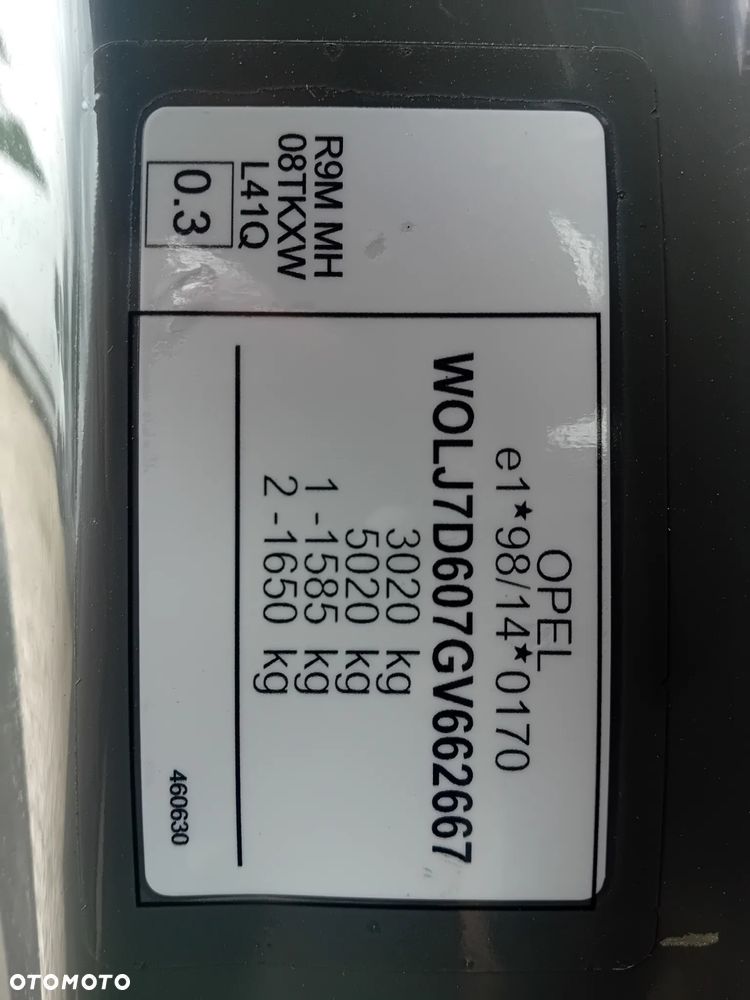 OPEL
e1*98/14*0170
W0LJ7D607GV662667
3020 kg
5020 kg
1 -1585 kg
2 -1650 kg
R9M MH
08TKXW
L41Q
0.3
460630
OTOMOTO